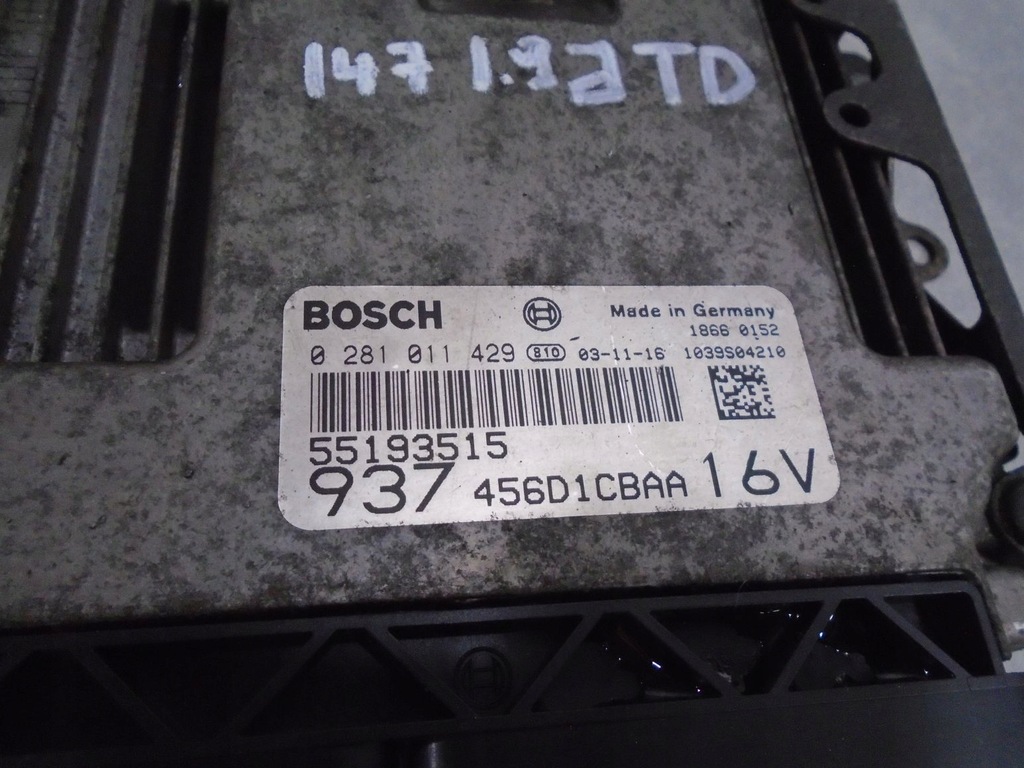 147 1.9JTD
BOSCH Made in Germany
1866 0152
0 281 011 429 810 03-11-16 1039S04210
55193515
937 456D1CBAA 16V